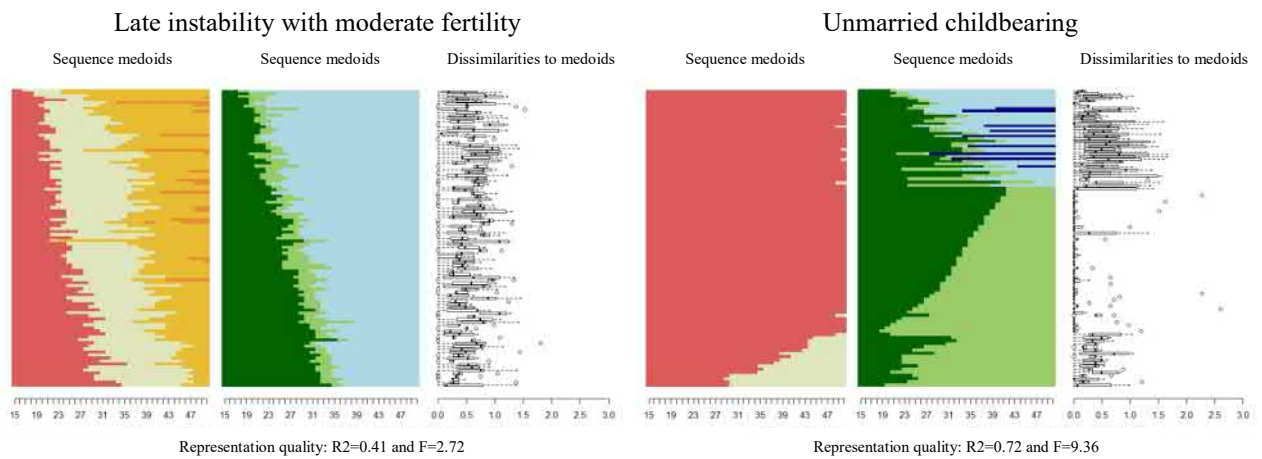 Late instability with moderate fertility
Unmarried childbearing
Sequence medoids
Sequence medoids
Dissimilarities to medoids
Sequence medoids
Sequence medoids
Dissimilarities to medoids
15 19 23 27 31 35 39 43 47
15 19 23 27 31 35 39 43 47
0.0 0.5 1.0 1.5 2.0 2.5 3.0
15 19 23 27 31 35 39 43 47
15 19 23 27 31 35 39 43 47
0.0 0.5 1.0 1.5 2.0 2.5 3.0
Representation quality: R2=0.41 and F=2.72
Representation quality: R2=0.72 and F=9.36